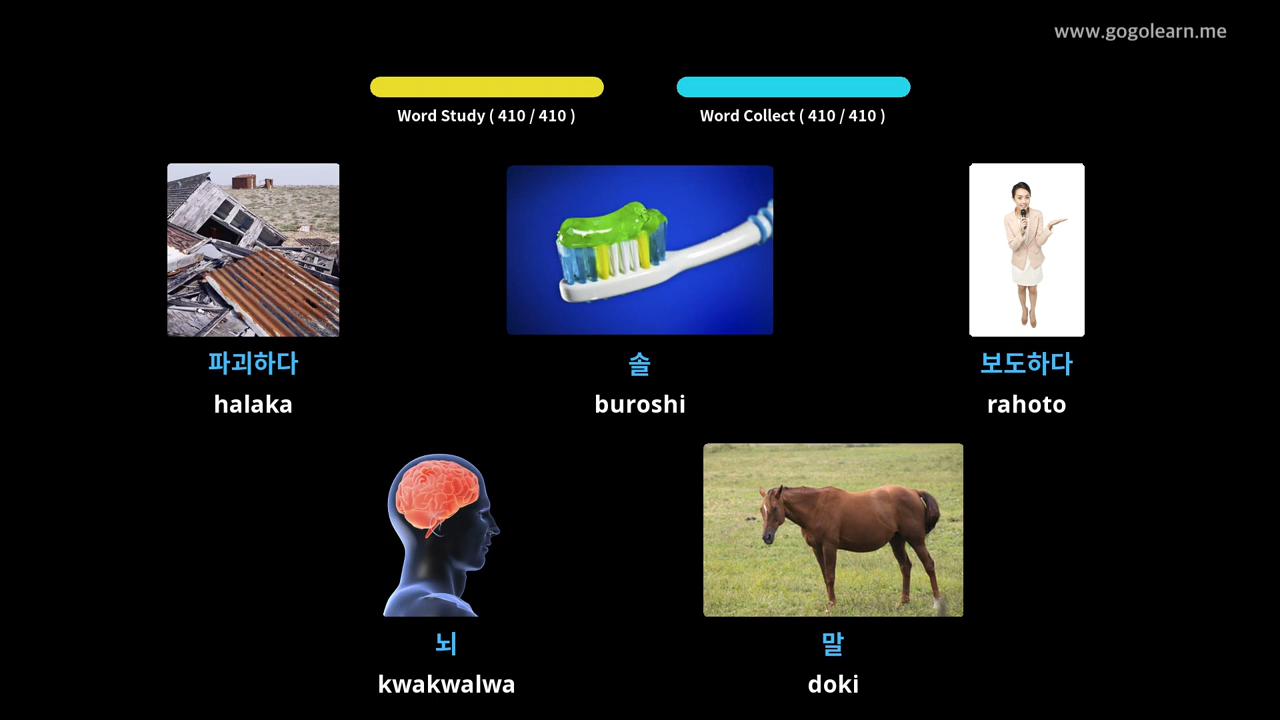 www.gogolearn.me
Word Study ( 410 / 410 )
Word Collect ( 410 / 410 )
파괴하다
halaka
솔
buroshi
보도하다
rahoto
뇌
kwakwalwa
말
doki